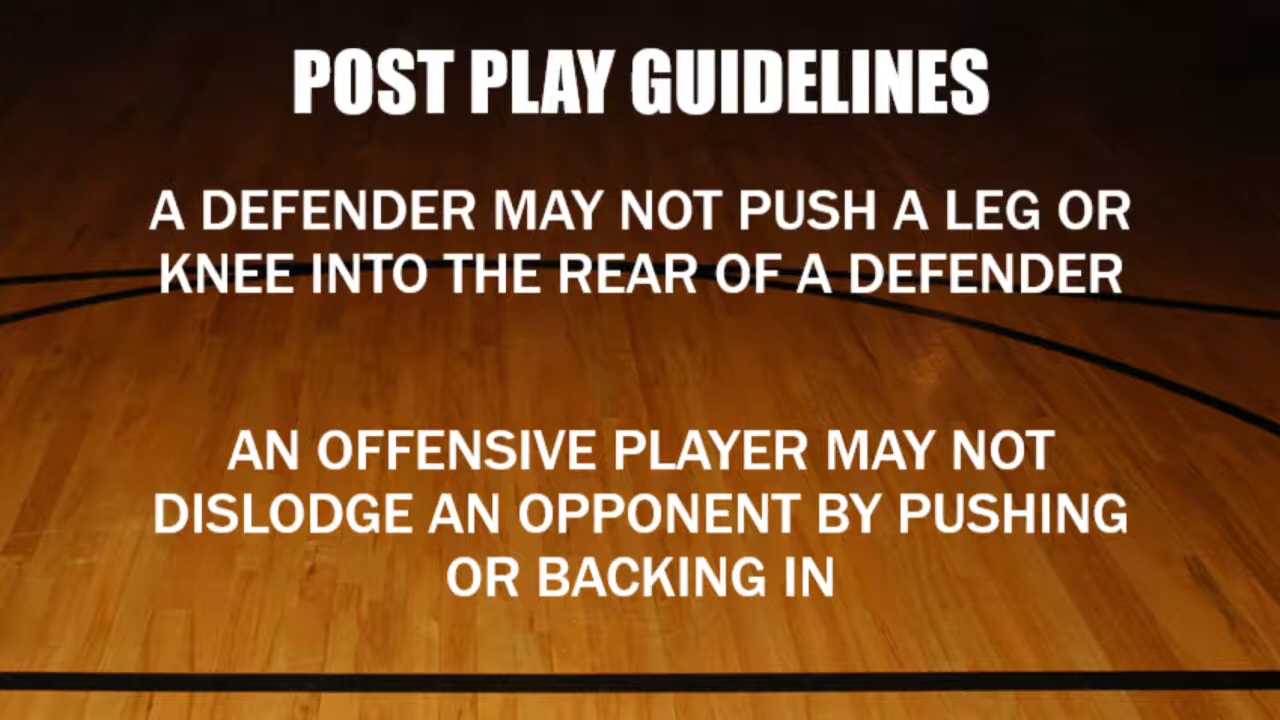 POST PLAY GUIDELINES
A DEFENDER MAY NOT PUSH A LEG OR
KNEE INTO THE REAR OF A DEFENDER
AN OFFENSIVE PLAYER MAY NOT
DISLODGE AN OPPONENT BY PUSHING
OR BACKING IN